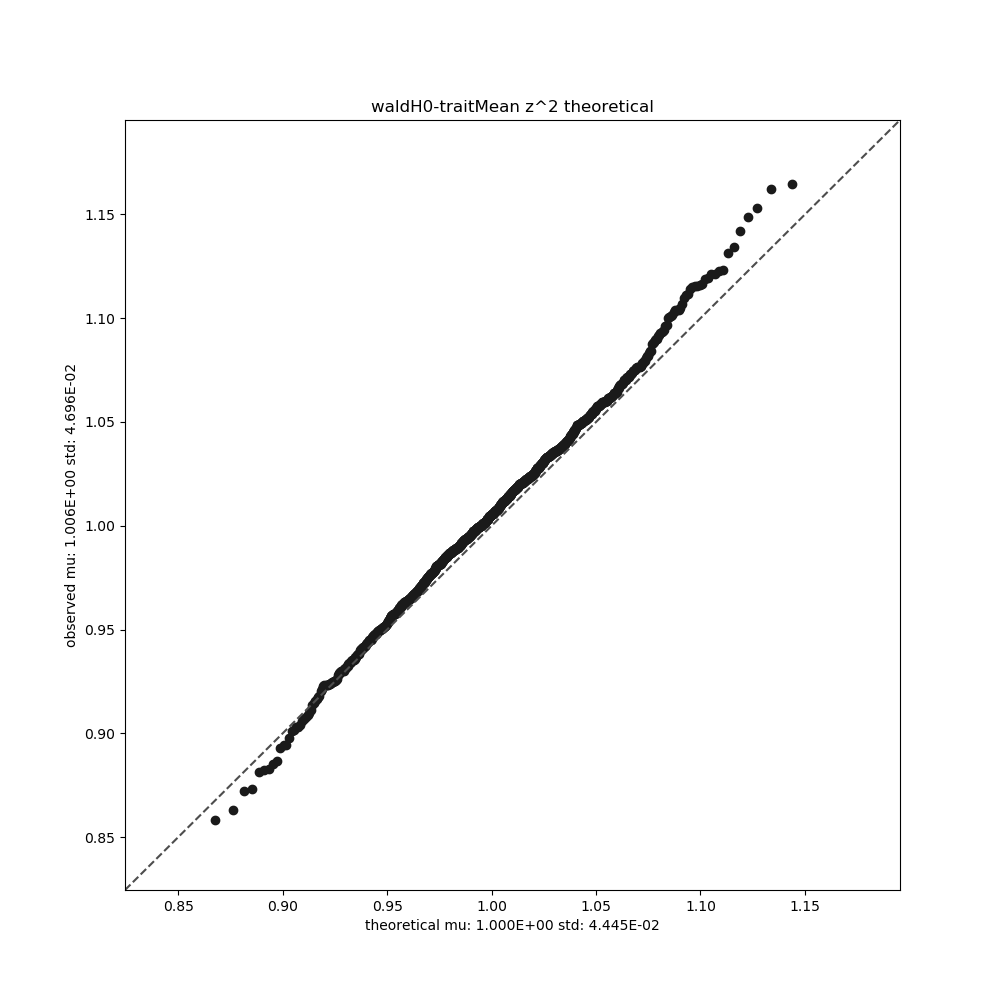 waldH0-traitMean z^2 theoretical
observed mu: 1.006E+00 std: 4.696E-02
1.15
1.10
1.05
1.00
0.95
0.90
0.85
0.85 0.90 0.95 1.00 1.05 1.10 1.15
theoretical mu: 1.000E+00 std: 4.445E-02